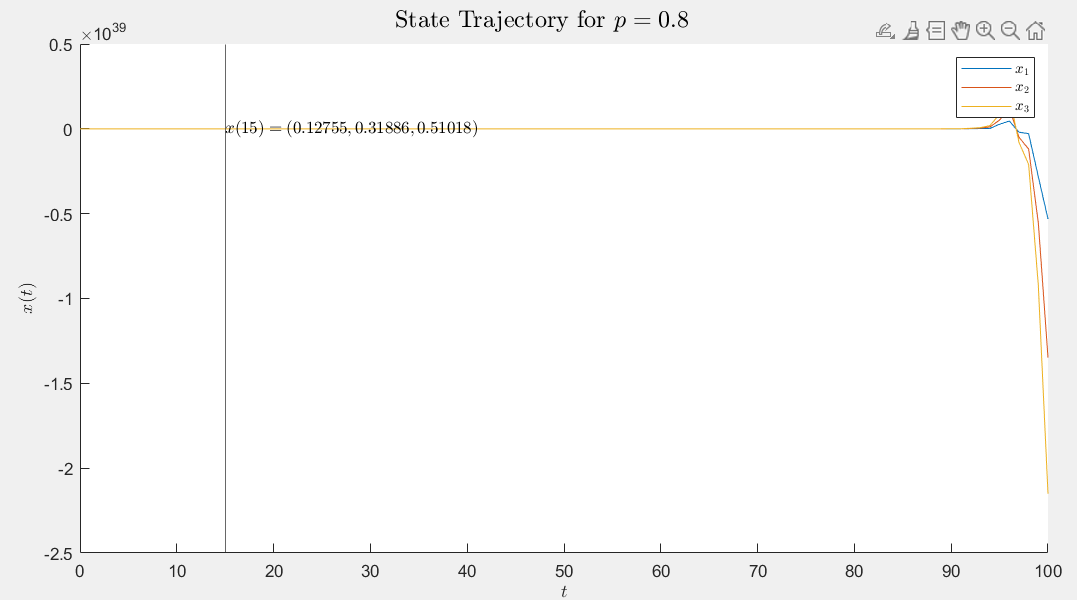 State Trajectory for p = 0.8
×10^39
0.5
0
-0.5
-1
-1.5
-2
-2.5
x(t)
x(15) = (0.12755, 0.31886, 0.51018)
x₁
x₂
x₃
0 10 20 30 40 50 60 70 80 90 100
t